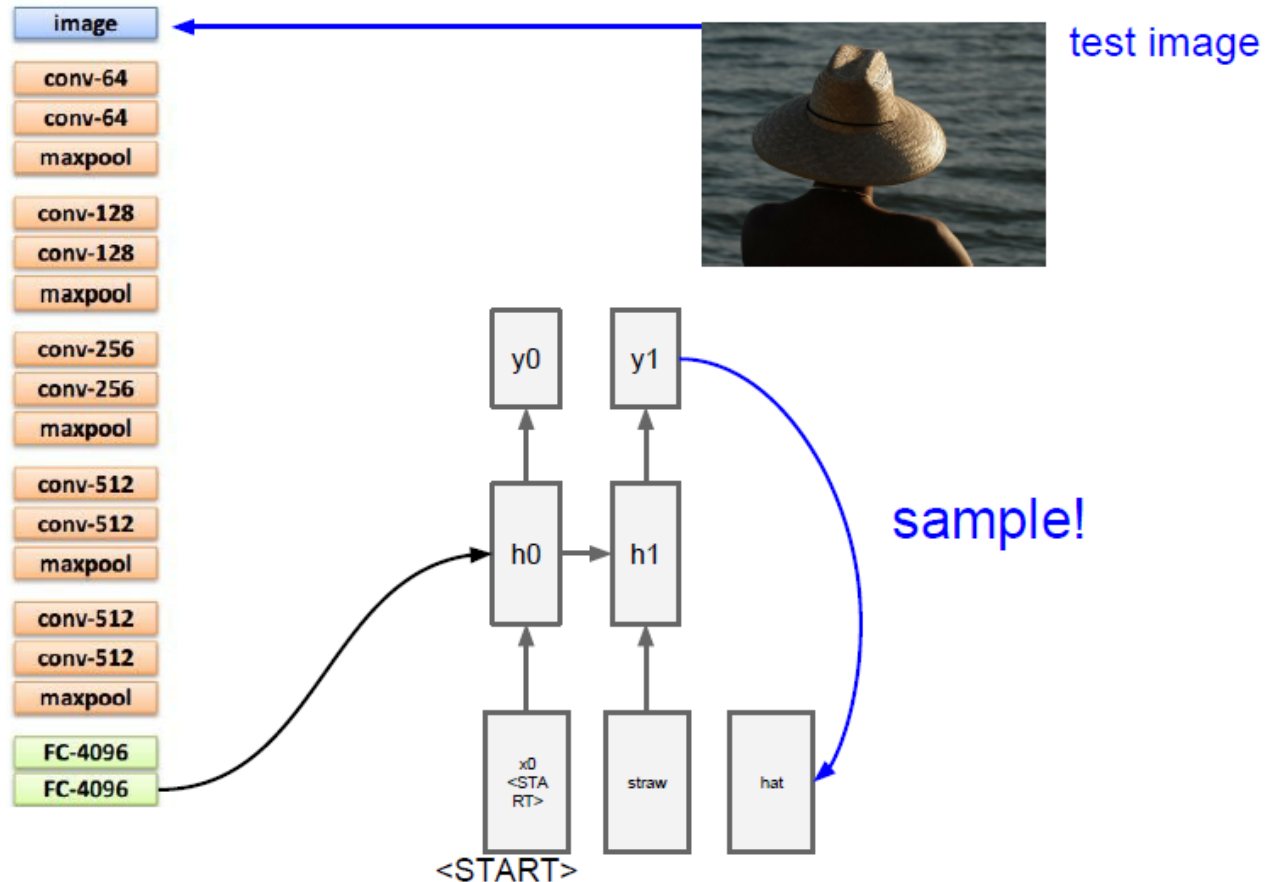 image
test image
conv-64
conv-64
maxpool
conv-128
conv-128
maxpool
conv-256
conv-256
maxpool
conv-512
conv-512
maxpool
conv-512
conv-512
maxpool
FC-4096
FC-4096
y0
y1
h0
h1
sample!
x0
<STA
RT>
straw
hat
<START>